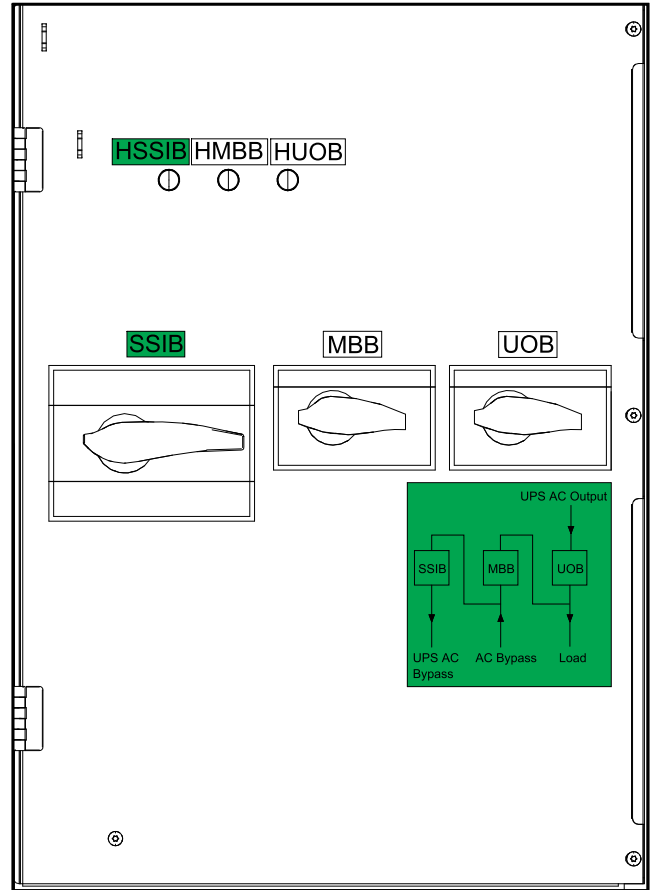 HSSIB HMBB HUOB
SSIB MBB UOB
UPS AC Output
SSIB MBB UOB
UPS AC AC Bypass Load
Bypass